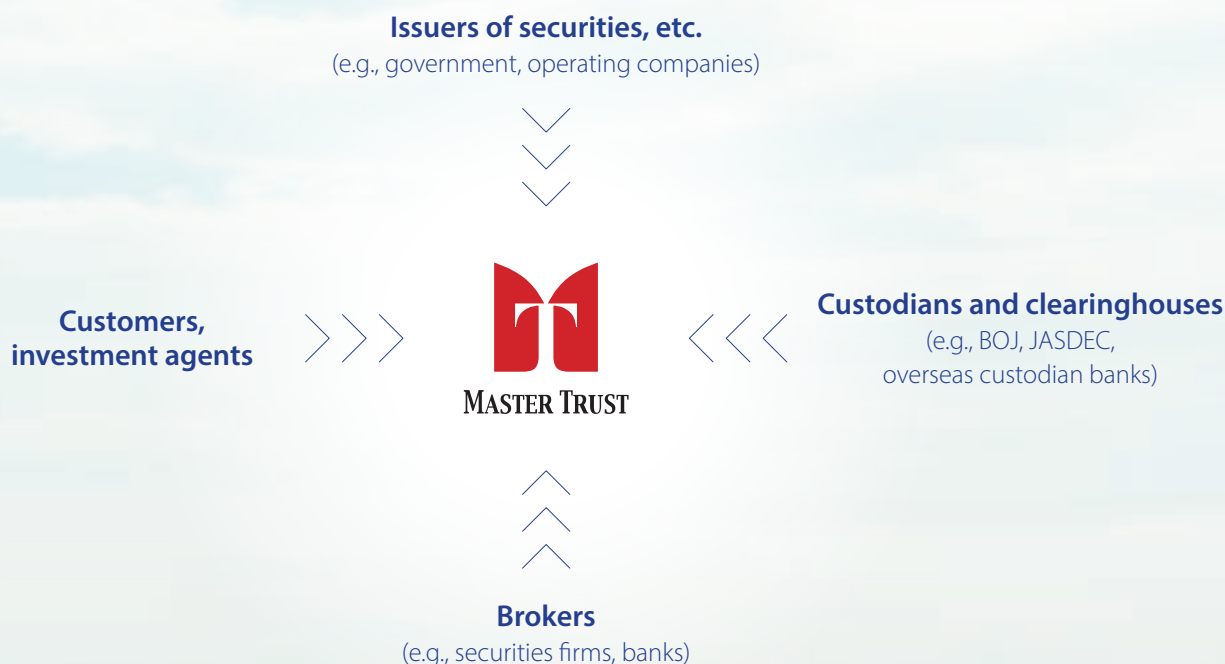 Issuers of securities, etc.
(e.g., government, operating companies)
Customers,
investment agents
MASTER TRUST
Custodians and clearinghouses
(e.g., BOJ, JASDEC,
overseas custodian banks)
Brokers
(e.g., securities firms, banks)